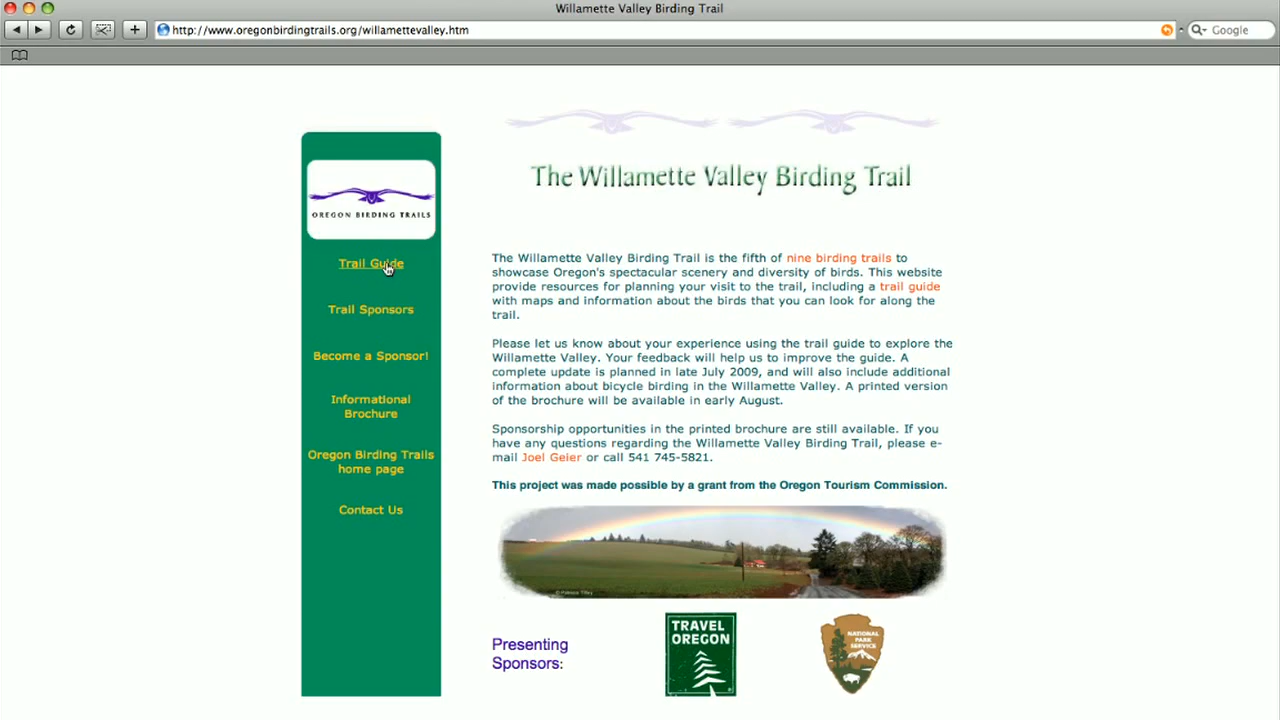 Willamette Valley Birding Trail
http://www.oregonbirdingtrails.org/willamettevalley.htm
Google
OREGON BIRDING TRAILS
Trail Guide
Trail Sponsors
Become a Sponsor!
Informational
Brochure
Oregon Birding Trails
home page
Contact Us
The Willamette Valley Birding Trail
The Willamette Valley Birding Trail is the fifth of nine birding trails to
showcase Oregon's spectacular scenery and diversity of birds. This website
provide resources for planning your visit to the trail, including a trail guide
with maps and information about the birds that you can look for along the
trail.
Please let us know about your experience using the trail guide to explore the
Willamette Valley. Your feedback will help us to improve the guide. A
complete update is planned in late July 2009, and will also include additional
information about bicycle birding in the Willamette Valley. A printed version
of the brochure will be available in early August.
Sponsorship opportunities in the printed brochure are still available. If you
have any questions regarding the Willamette Valley Birding Trail, please e-
mail Joel Geier or call 541 745-5821.
This project was made possible by a grant from the Oregon Tourism Commission.
© Patricia Tilley
Presenting
Sponsors:
TRAVEL
OREGON
NATIONAL
PARK
SERVICE